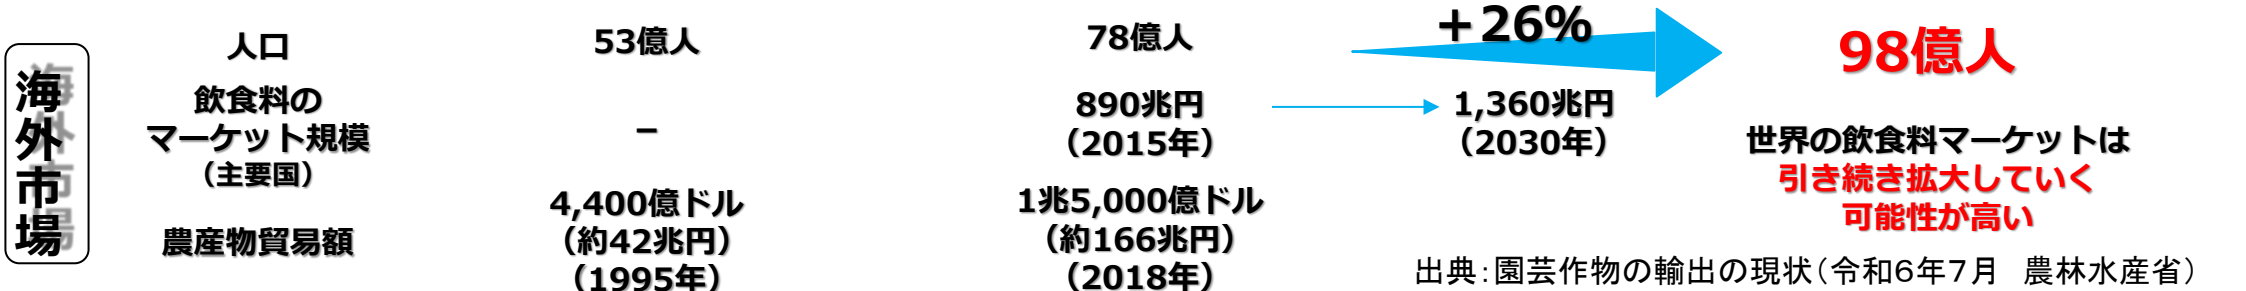 海外市場
人口
53億人
78億人
＋26%
98億人
飲食料の
マーケット規模
（主要国）
－
890兆円
（2015年）
1,360兆円
（2030年）
世界の飲食料マーケットは
引き続き拡大していく
可能性が高い
農産物貿易額
4,400億ドル
（約42兆円）
（1995年）
1兆5,000億ドル
（約166兆円）
（2018年）
出典：園芸作物の輸出の現状（令和６年７月　農林水産省）